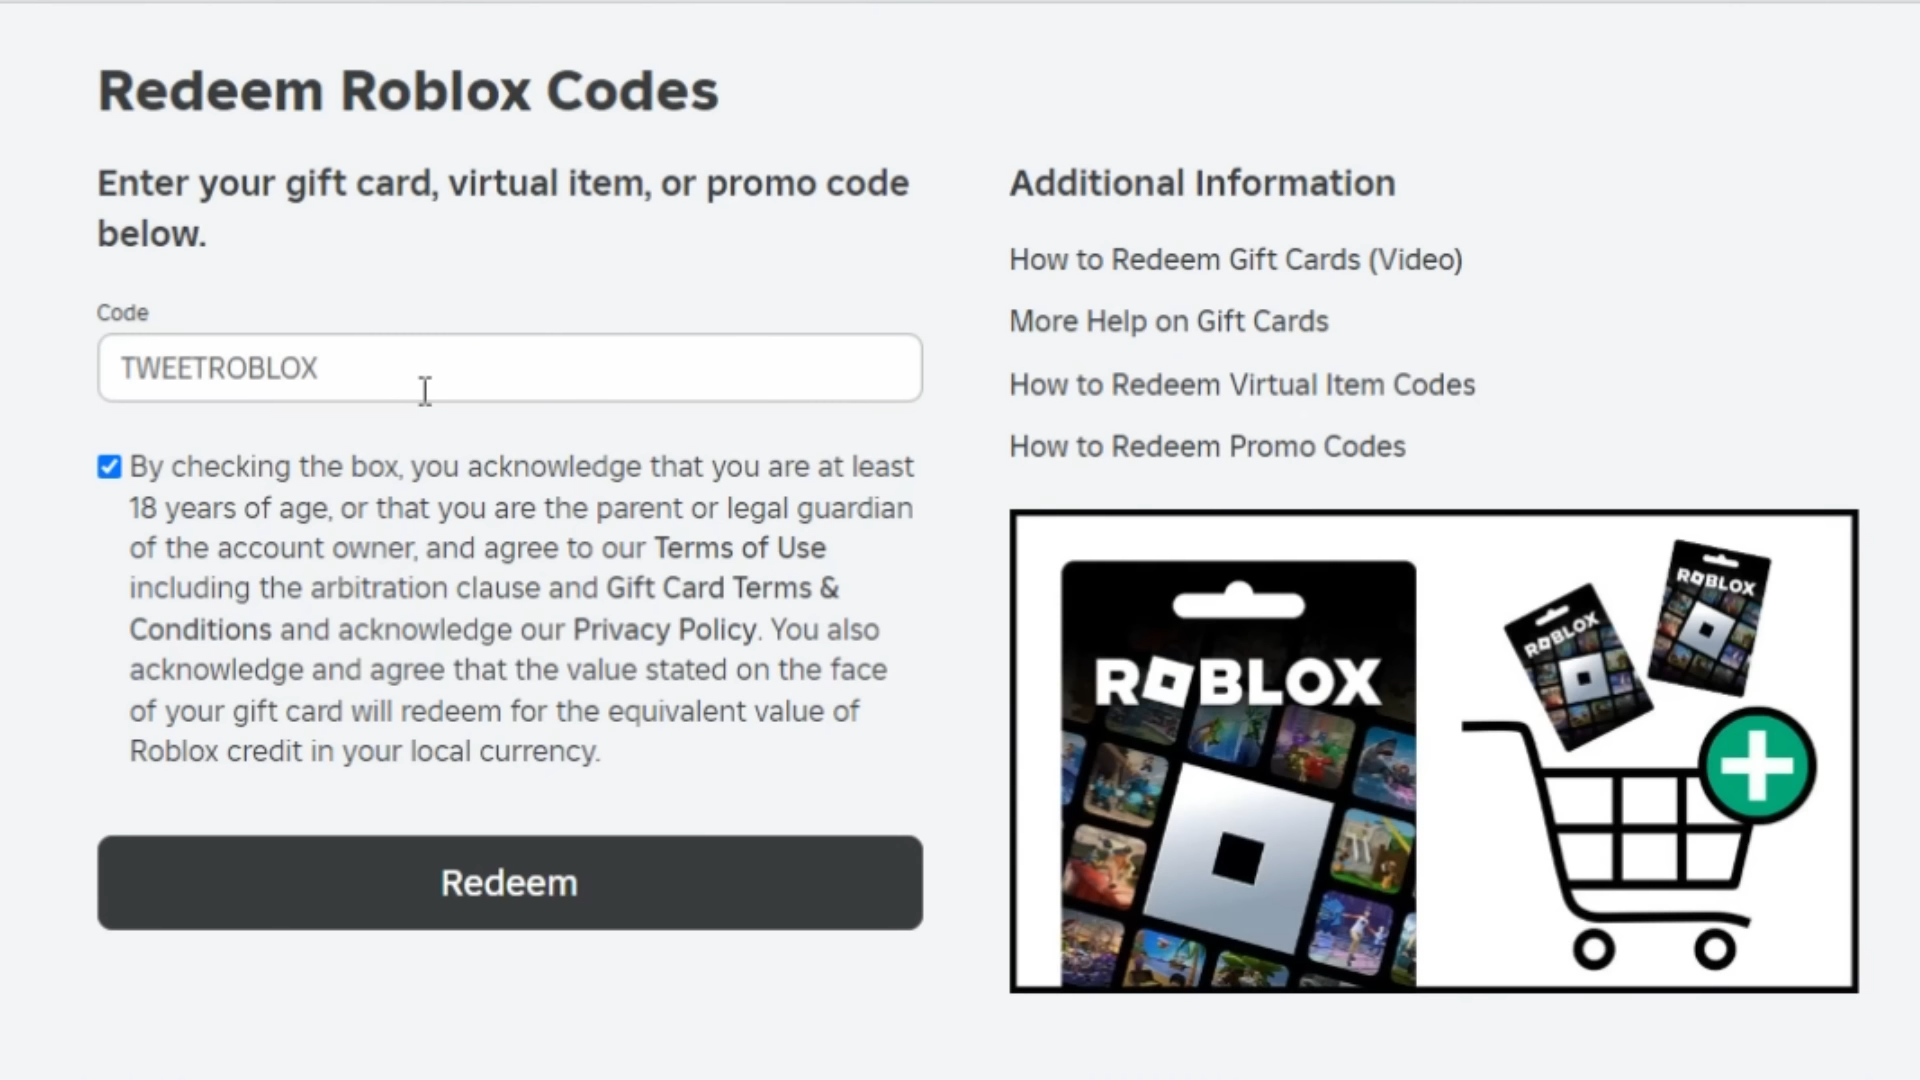 Redeem Roblox Codes
Enter your gift card, virtual item, or promo code
below.
Code
TWEETROBLOX
By checking the box, you acknowledge that you are at least
18 years of age, or that you are the parent or legal guardian
of the account owner, and agree to our Terms of Use
including the arbitration clause and Gift Card Terms &
Conditions and acknowledge our Privacy Policy. You also
acknowledge and agree that the value stated on the face
of your gift card will redeem for the equivalent value of
Roblox credit in your local currency.
Redeem
Additional Information
How to Redeem Gift Cards (Video)
More Help on Gift Cards
How to Redeem Virtual Item Codes
How to Redeem Promo Codes
ROBLOX
ROBLOX
ROBLOX